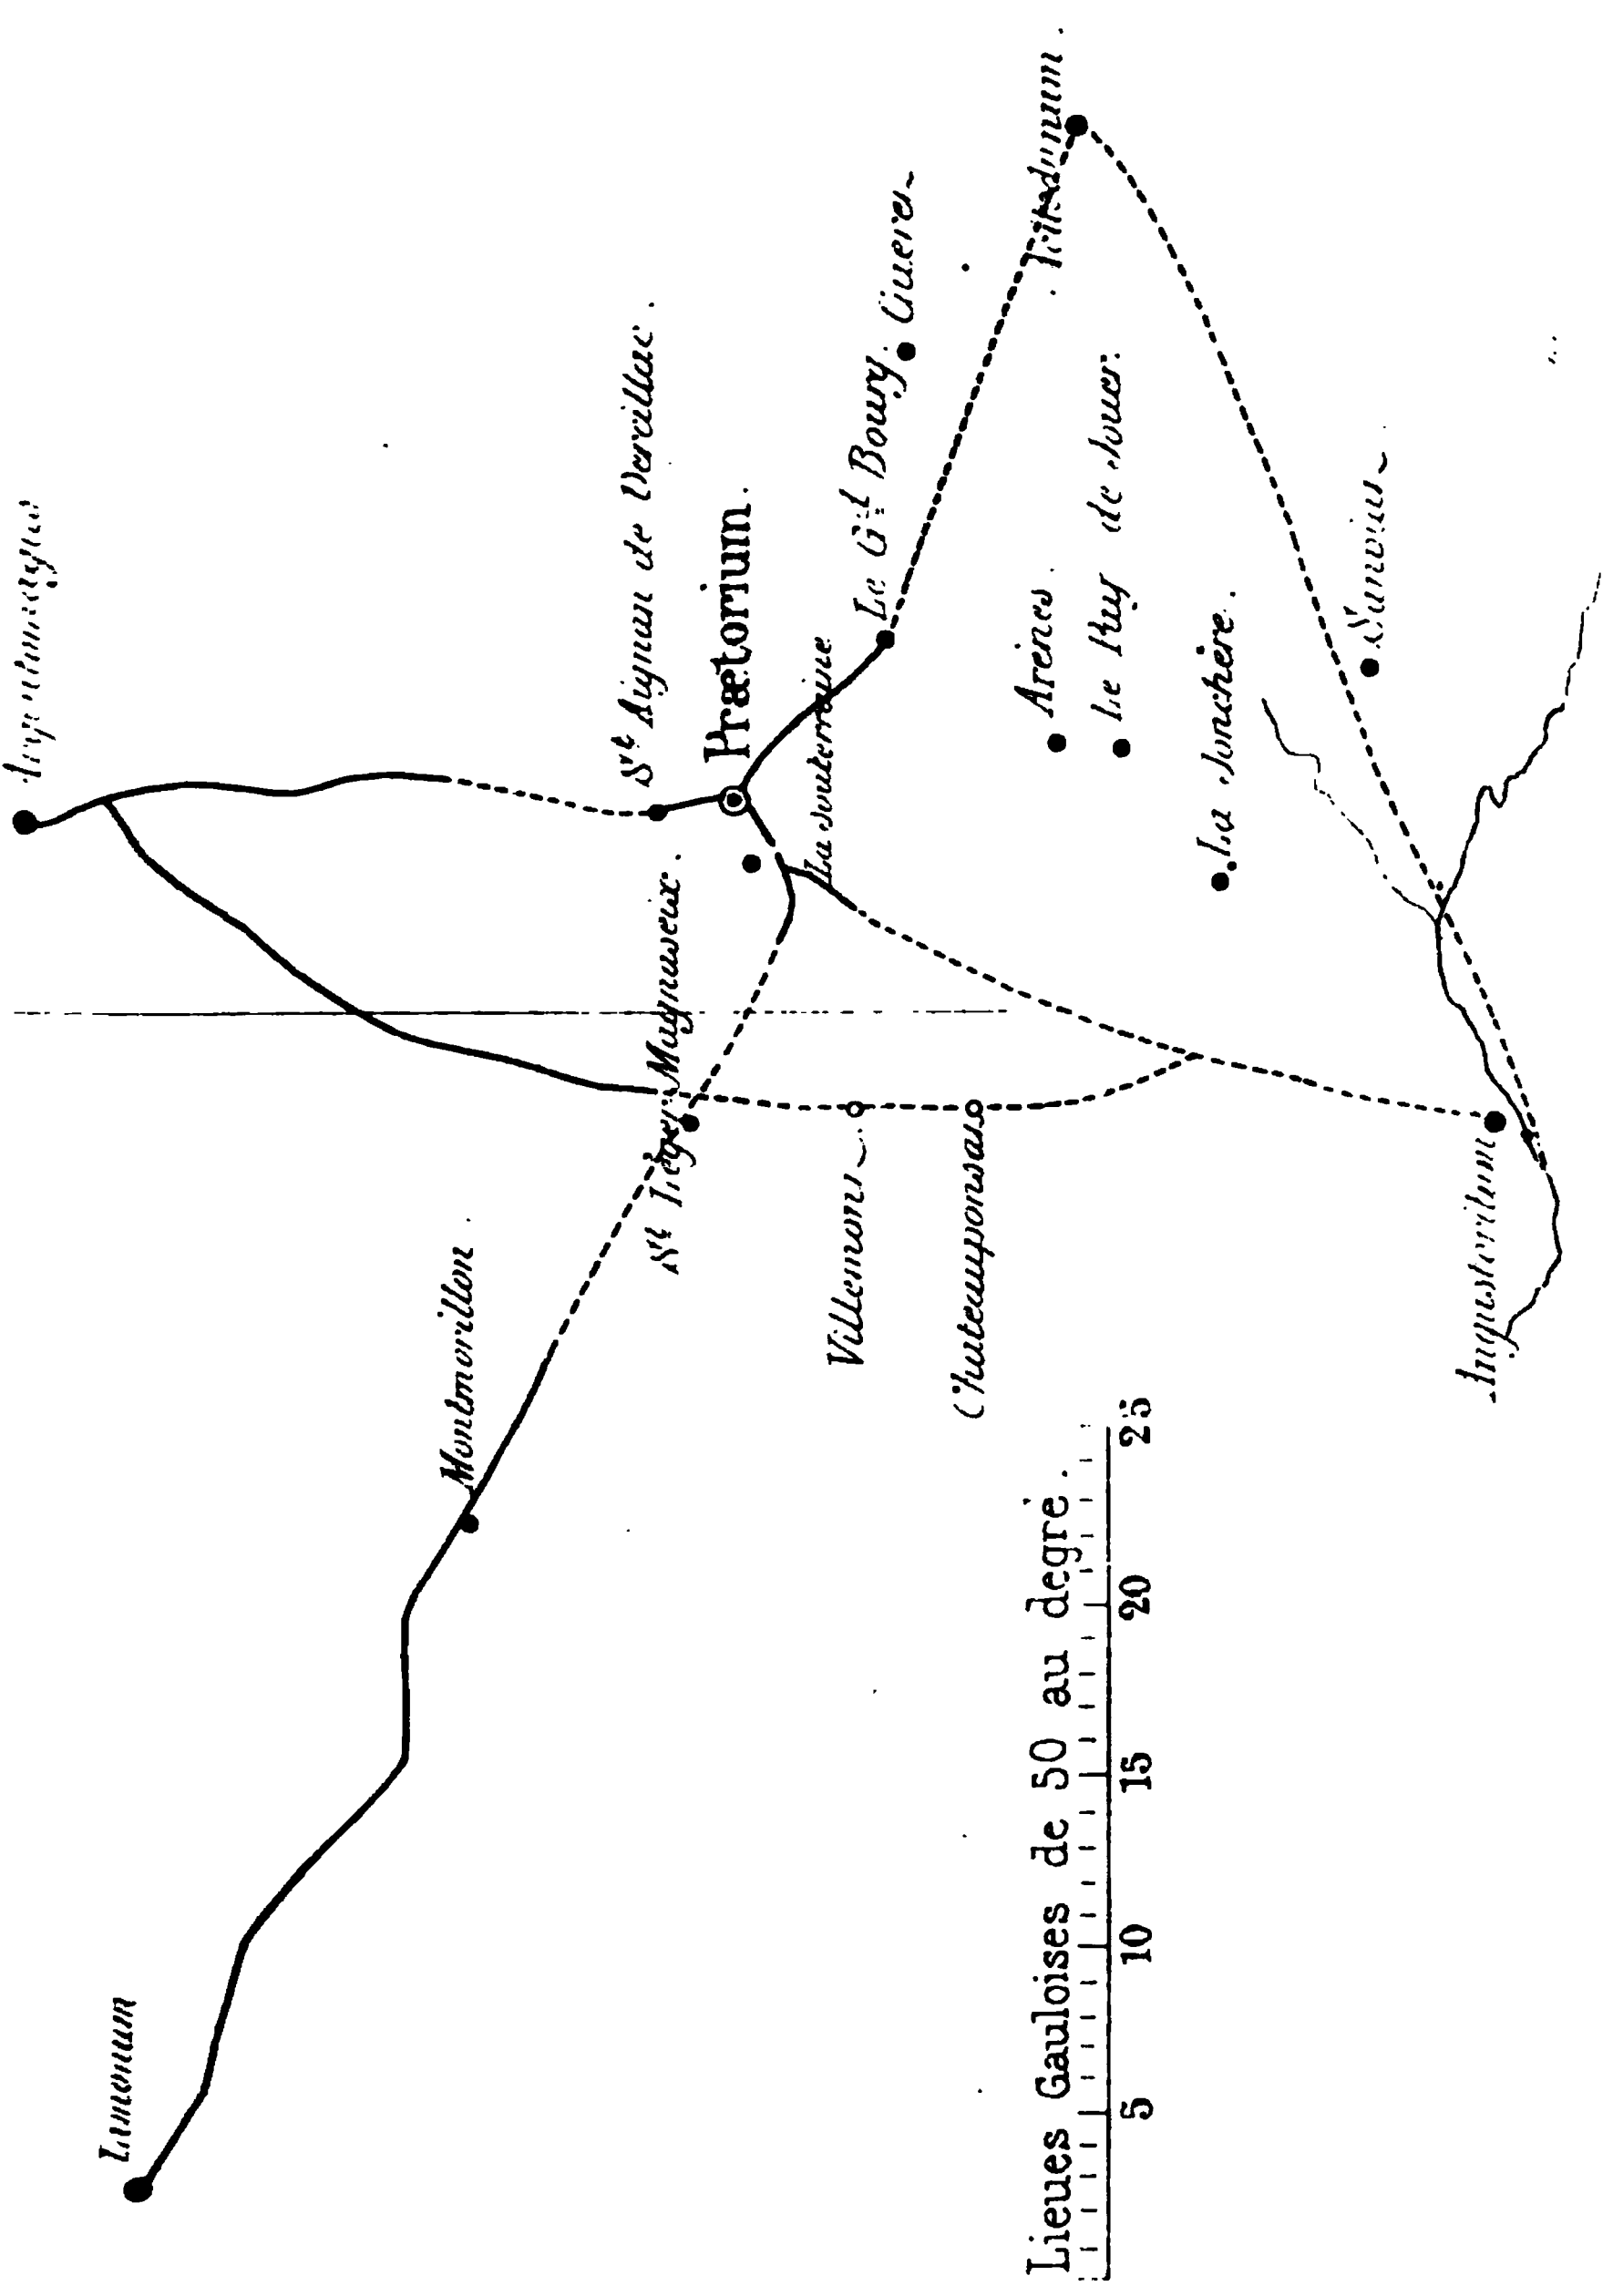 Limonum
Montmorillon.
St Léger Magnaseix.
St Aignan de Versillac.
Prætorium.
La Souterraine
Le Gd Bourg.
Gueret
Villemont
Chateauponsac
Arènes.
Le Puy de Jouer.
La Jonchère.
Augustoritum
Lieues Gauloises de 50 au degré.
5 10 15 20 25